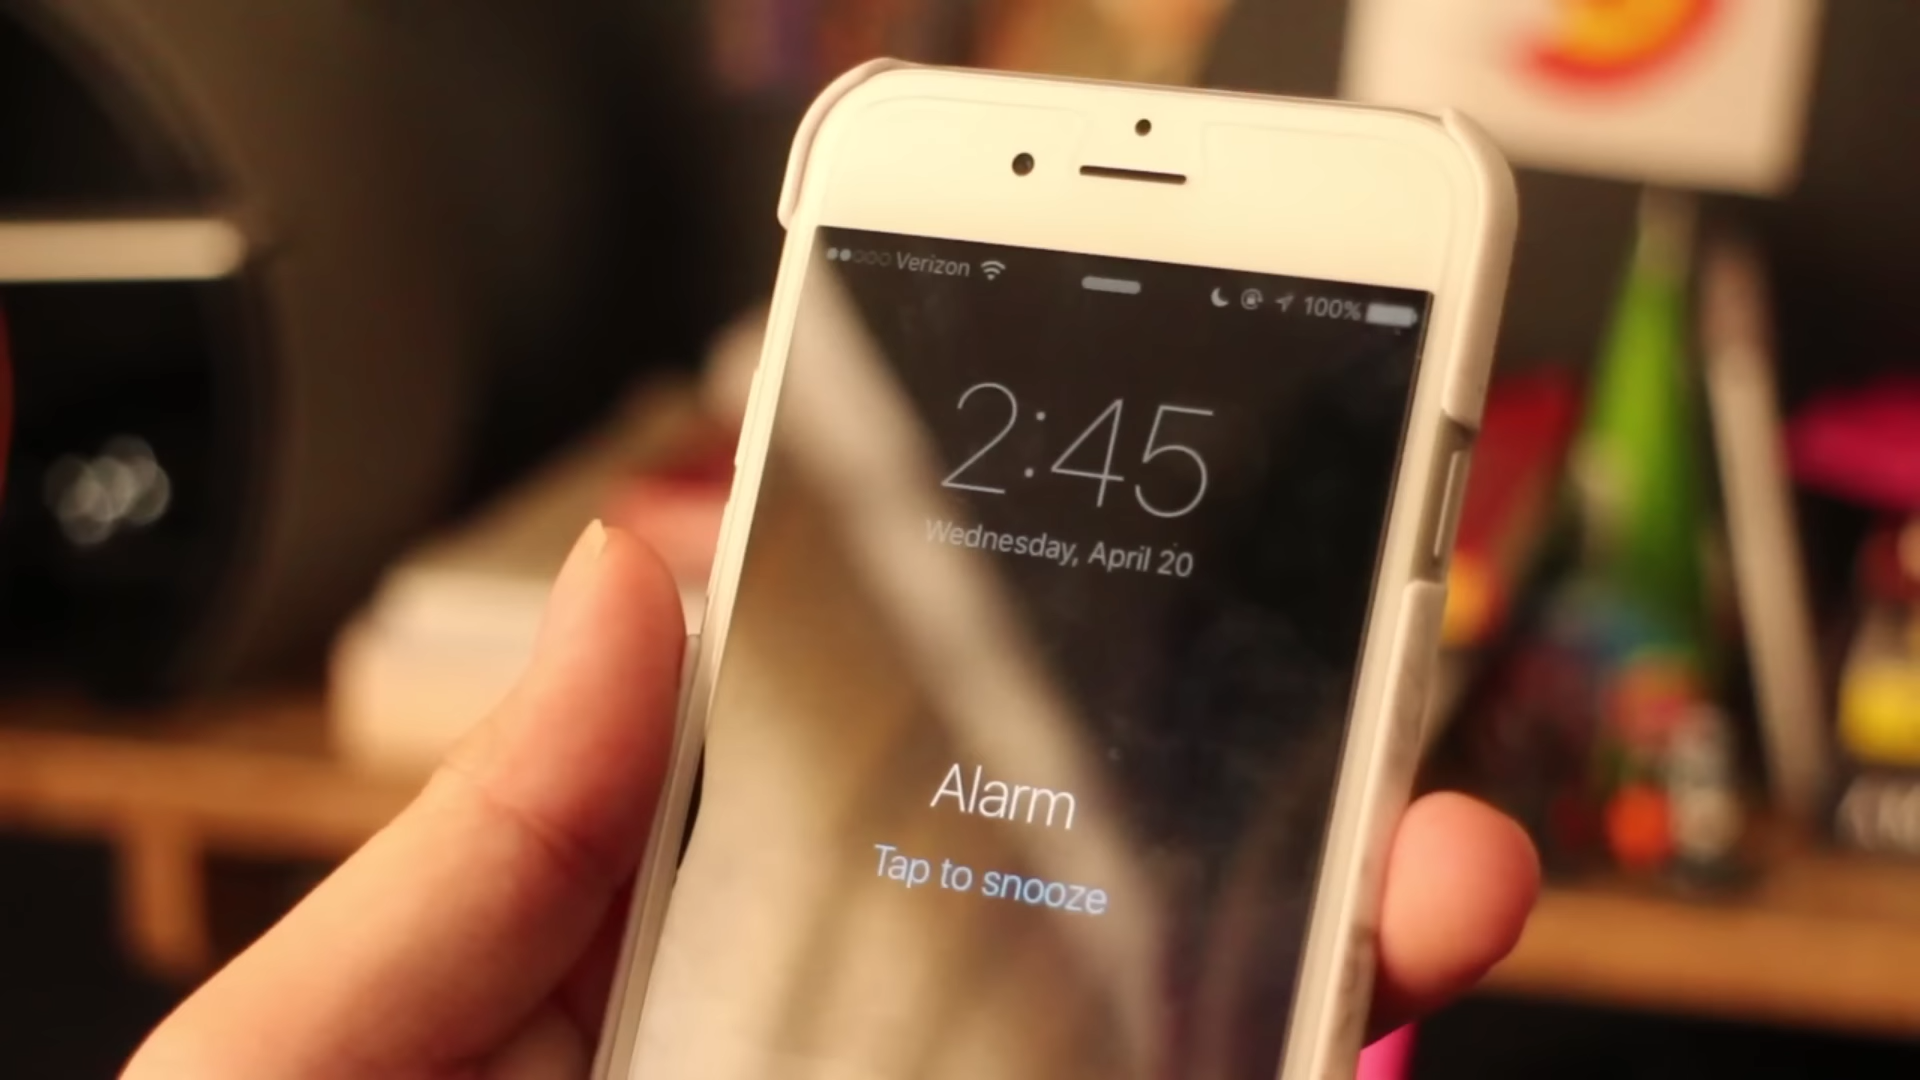 Verizon 100%
2:45
Wednesday, April 20
Alarm
Tap to snooze